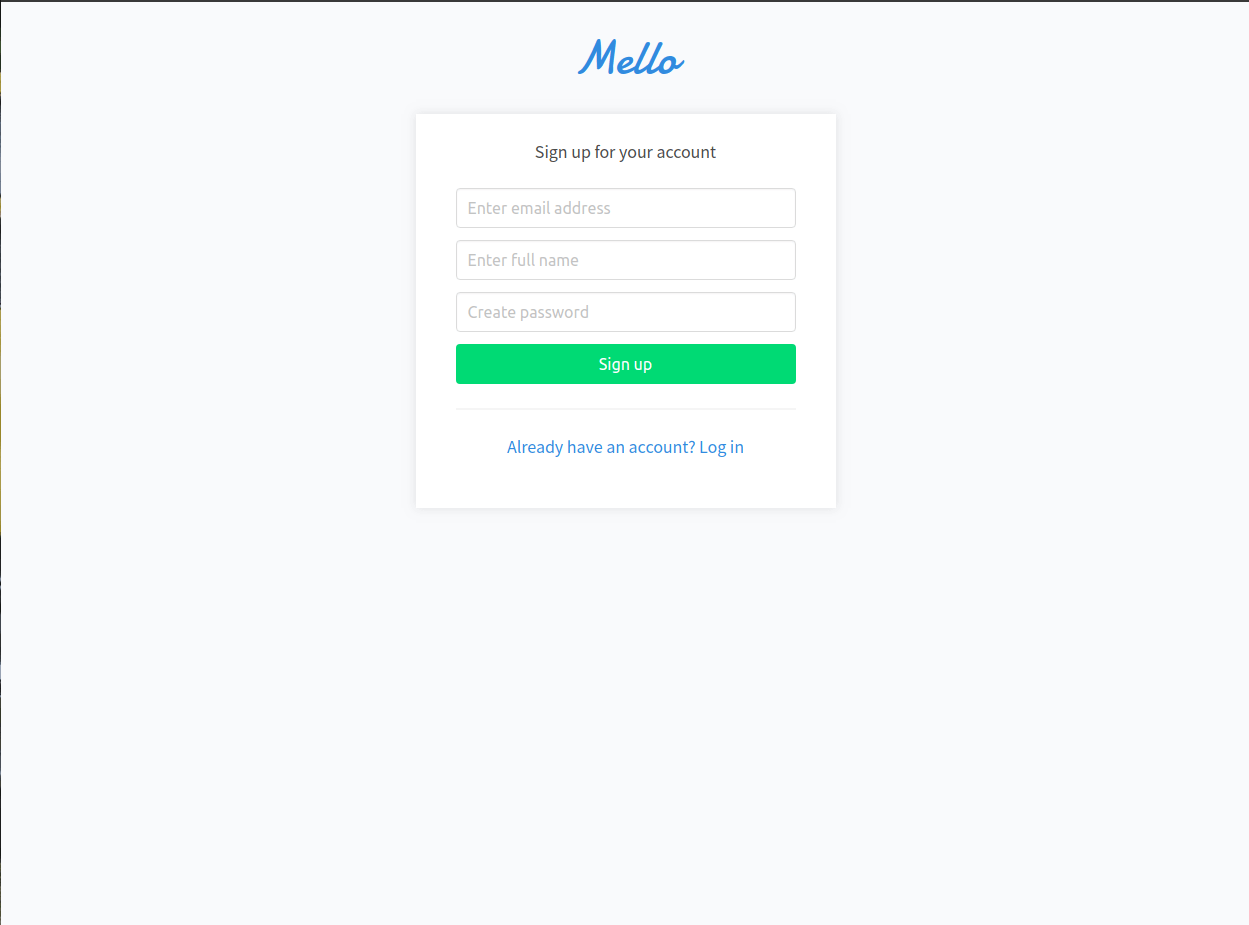 Mello
Sign up for your account
Enter email address
Enter full name
Create password
Sign up
Already have an account? Log in